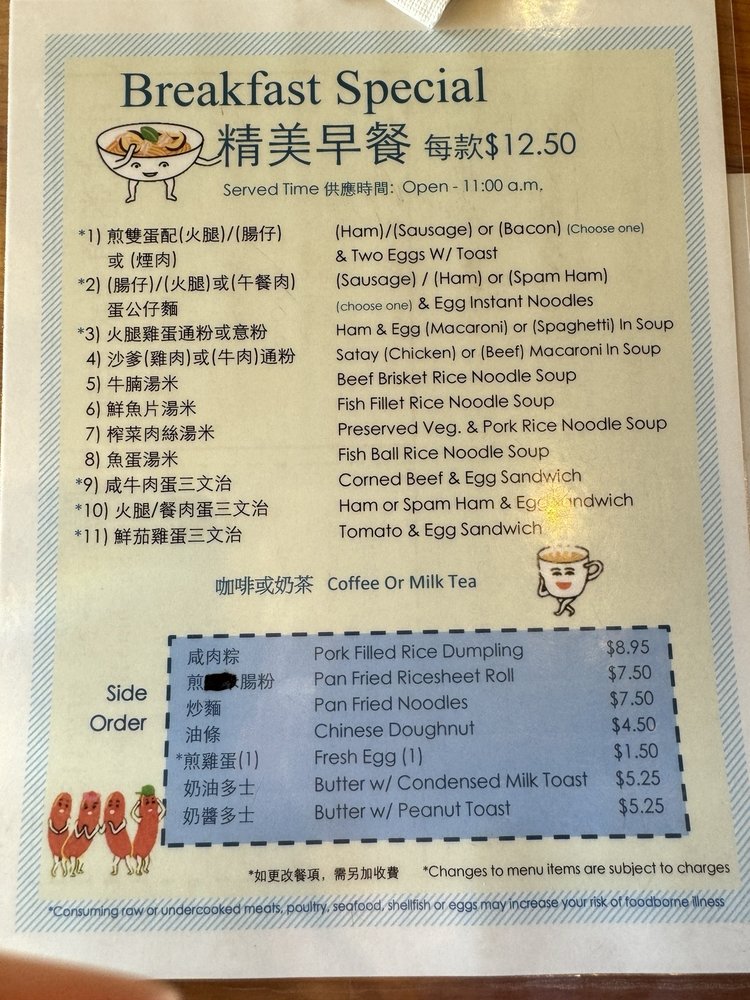 Breakfast Special
精美早餐 每款$12.50
Served Time 供應時間: Open - 11:00 a.m.
*1) 煎雙蛋配(火腿)/(腸仔) (Ham)/(Sausage) or (Bacon) (Choose one)
或 (煙肉) & Two Eggs W/ Toast
*2) (腸仔)/(火腿)或(午餐肉) (Sausage) / (Ham) or (Spam Ham)
蛋公仔麵 (choose one) & Egg Instant Noodles
*3) 火腿雞蛋通粉或意粉 Ham & Egg (Macaroni) or (Spaghetti) In Soup
4) 沙爹(雞肉)或(牛肉)通粉 Satay (Chicken) or (Beef) Macaroni In Soup
5) 牛腩湯米 Beef Brisket Rice Noodle Soup
6) 鮮魚片湯米 Fish Fillet Rice Noodle Soup
7) 榨菜肉絲湯米 Preserved Veg. & Pork Rice Noodle Soup
8) 魚蛋湯米 Fish Ball Rice Noodle Soup
*9) 咸牛肉蛋三文治 Corned Beef & Egg Sandwich
*10) 火腿/餐肉蛋三文治 Ham or Spam Ham & Egg Sandwich
*11) 鮮茄雞蛋三文治 Tomato & Egg Sandwich
咖啡或奶茶 Coffee Or Milk Tea
Side Order
咸肉粽 Pork Filled Rice Dumpling $8.95
煎 腸粉 Pan Fried Ricesheet Roll $7.50
炒麵 Pan Fried Noodles $7.50
油條 Chinese Doughnut $4.50
*煎雞蛋(1) Fresh Egg (1) $1.50
奶油多士 Butter w/ Condensed Milk Toast $5.25
奶醬多士 Butter w/ Peanut Toast $5.25
*如更改餐項，需另加收費 *Changes to menu items are subject to charges
*Consuming raw or undercooked meats, poultry, seafood, shellfish or eggs may increase your risk of foodborne illness